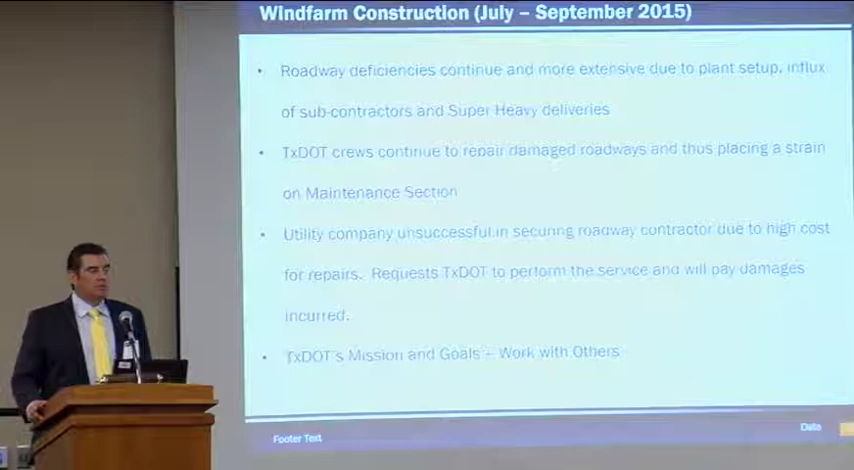 Windfarm Construction (July – September 2015)
• Roadway deficiencies continue and more extensive due to plant setup, influx
of sub-contractors and Super Heavy deliveries
• TxDOT crews continue to repair damaged roadways and thus placing a strain
on Maintenance Section
• Utility company unsuccessful in securing roadway contractor due to high cost
for repairs. Requests TxDOT to perform the service and will pay damages
incurred.
• TxDOT's Mission and Goals – Work with Others
Footer Text
Date